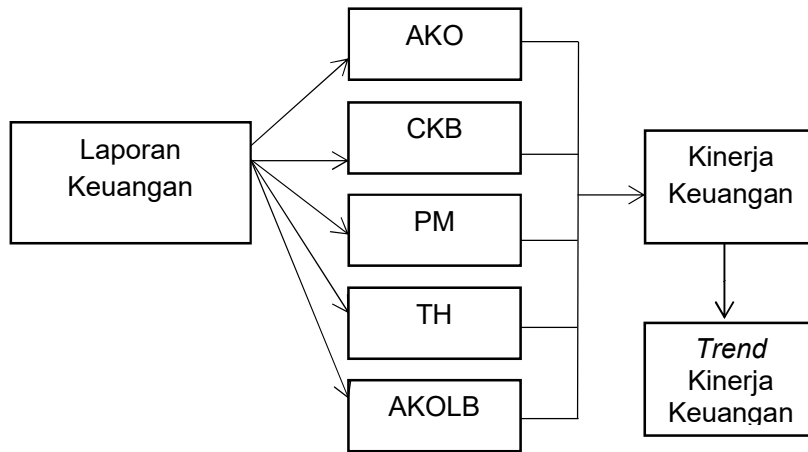 Laporan
Keuangan
AKO
CKB
PM
TH
AKOLB
Kinerja
Keuangan
Trend
Kinerja
Keuangan